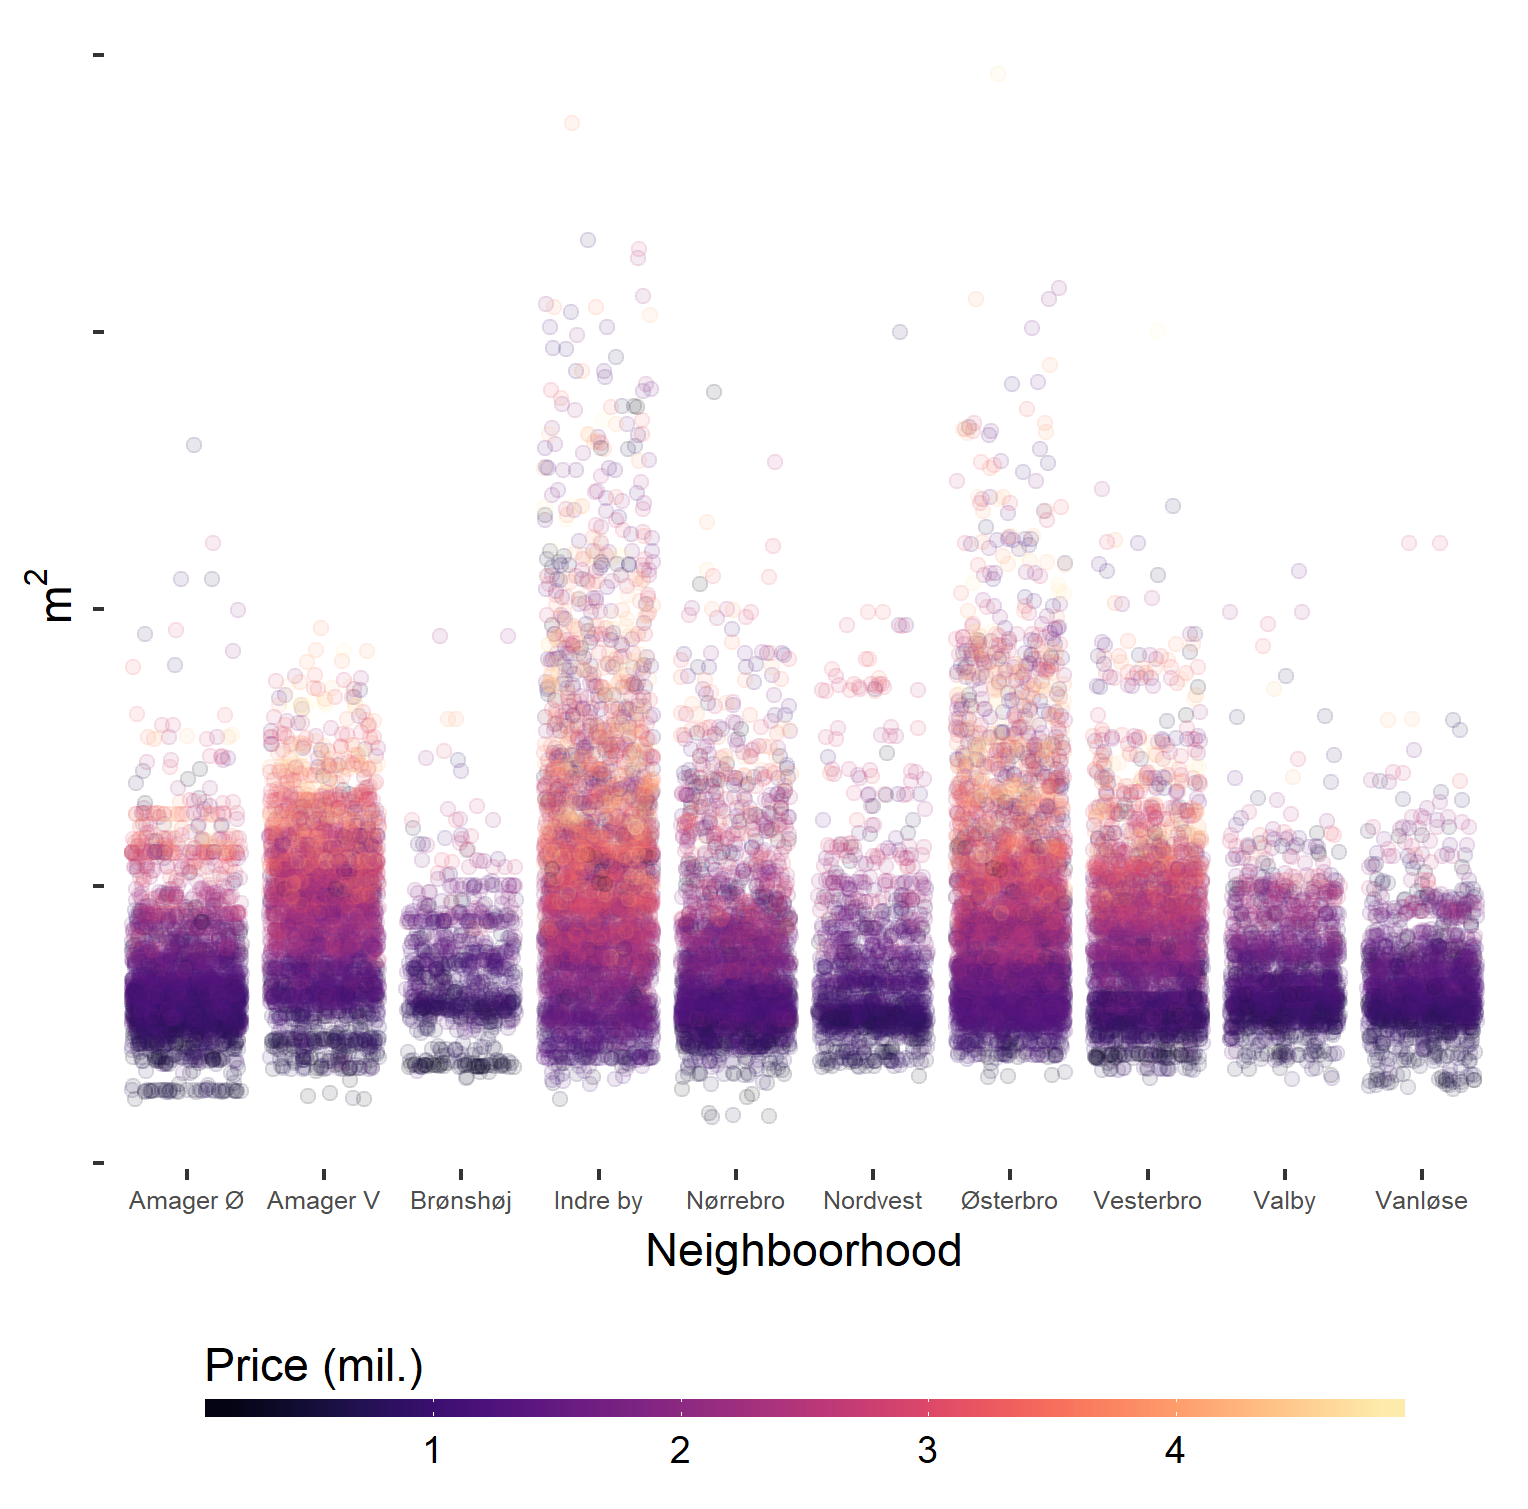 m²
Amager Ø Amager V Brønshøj Indre by Nørrebro Nordvest Østerbro Vesterbro Valby Vanløse
Neighboorhood
Price (mil.)
1 2 3 4